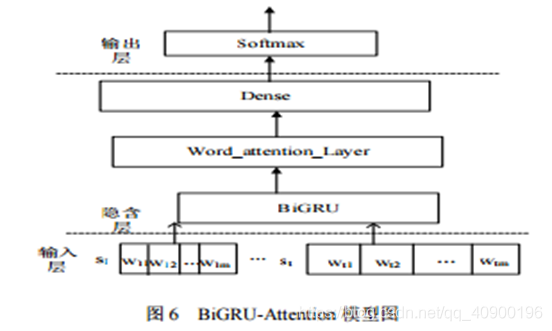 输出层
Softmax
Dense
Word_attention_Layer
隐含层
BiGRU
输入层
s1 w11 w12 ... w1m ... st wt1 wt2 ... wtm
图 6 BiGRU-Attention 模型图